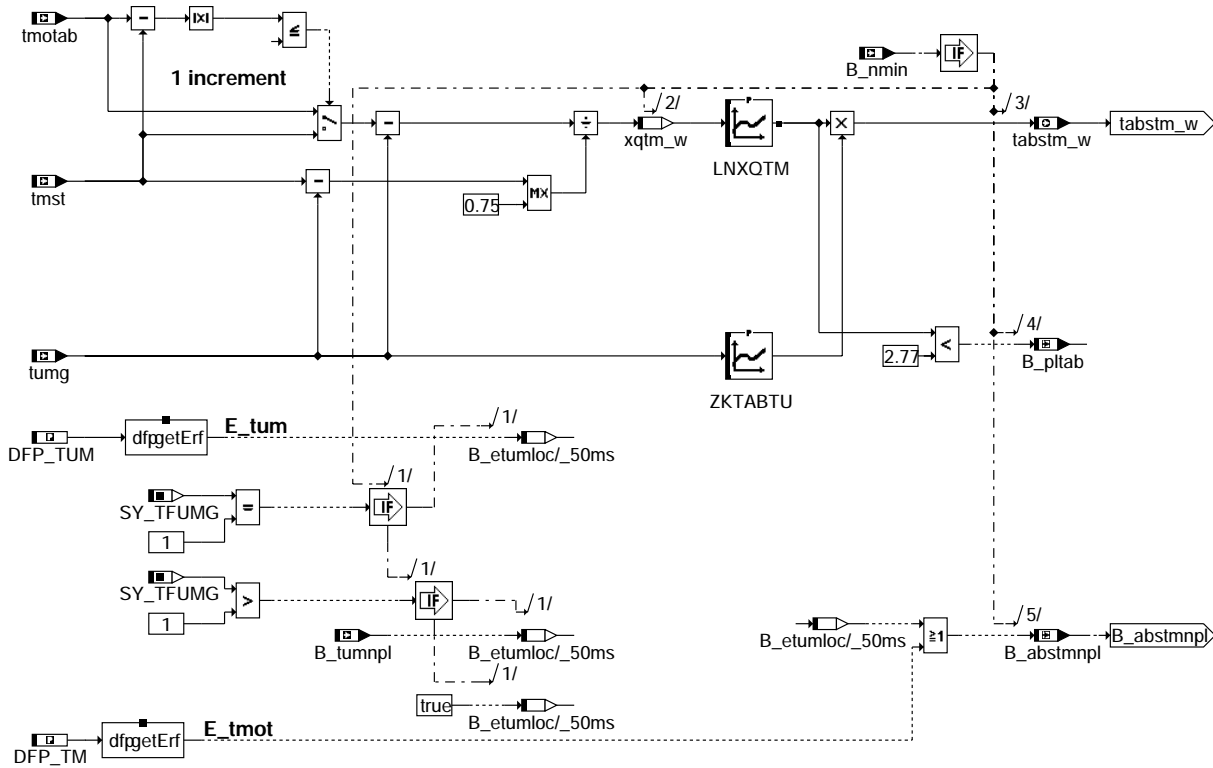 tmotab
|X|
≤
1 increment
B_nmin
IF
2/
3/
xqtm_w
LNXQTM
tabstm_w
tabstm_w
tmst
MX
0.75
tumg
ZKTABTU
<
2.77
4/
B_pltab
DFP_TUM
dfpgetErf
E_tum
1/
B_etumloc/_50ms
SY_TFUMG
=
1
1/
IF
SY_TFUMG
>
1
1/
IF
1/
B_tumnpl
B_etumloc/_50ms
1/
true
B_etumloc/_50ms
B_etumloc/_50ms
≥1
5/
B_abstmnpl
B_abstmnpl
DFP_TM
dfpgetErf
E_tmot